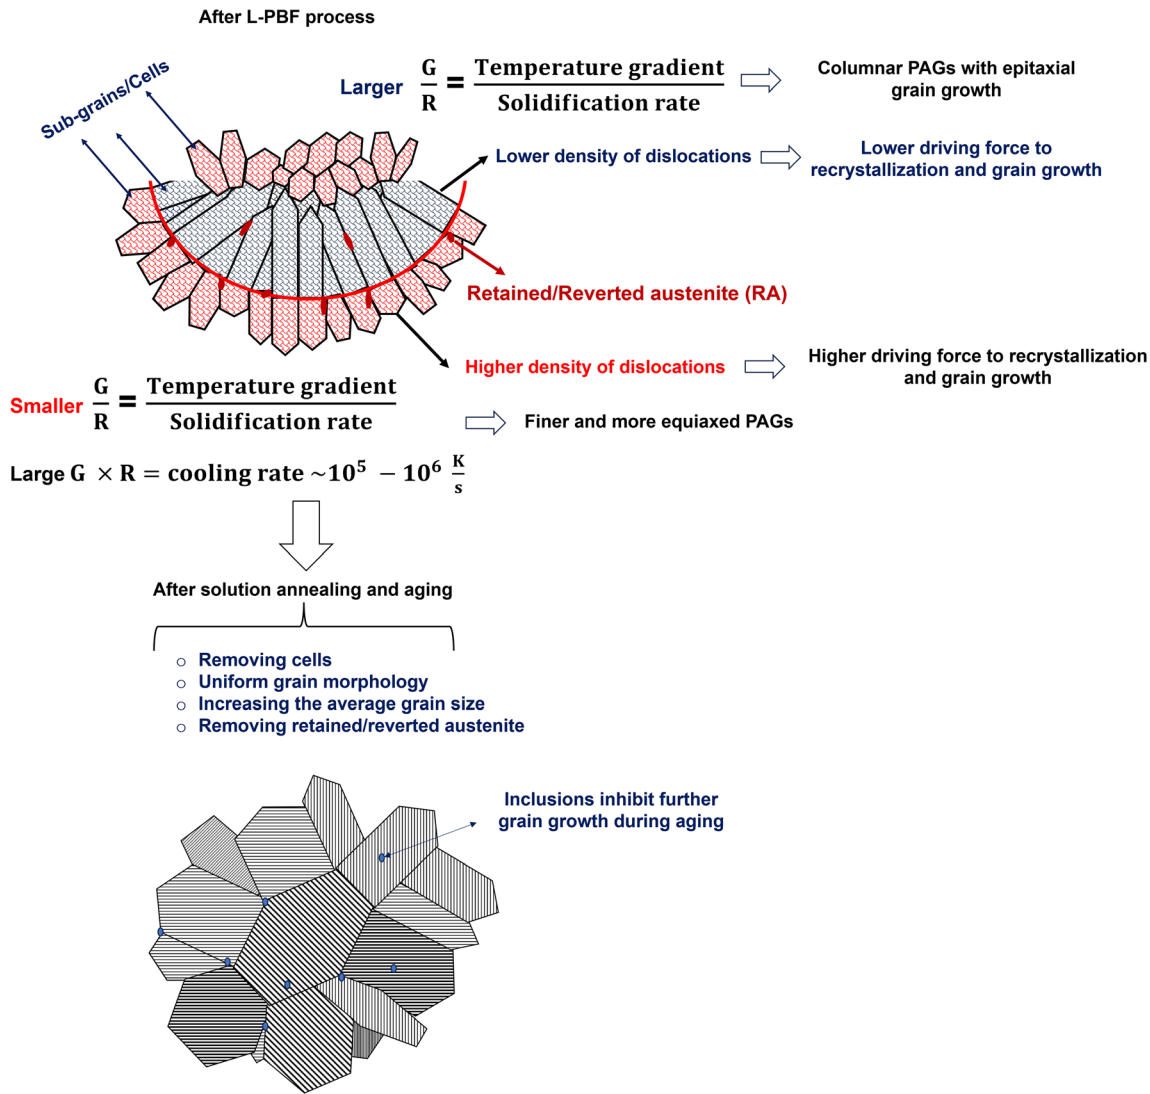 After L-PBF process
Sub-grains/Cells
Larger G/R = Temperature gradient/Solidification rate
Columnar PAGs with epitaxial
grain growth
Lower density of dislocations
Lower driving force to
recrystallization and grain growth
Retained/Reverted austenite (RA)
Higher density of dislocations
Higher driving force to recrystallization
and grain growth
Smaller G/R = Temperature gradient/Solidification rate
Finer and more equiaxed PAGs
Large G × R = cooling rate ~10⁵ − 10⁶ K/s
After solution annealing and aging
○ Removing cells
○ Uniform grain morphology
○ Increasing the average grain size
○ Removing retained/reverted austenite
Inclusions inhibit further
grain growth during aging